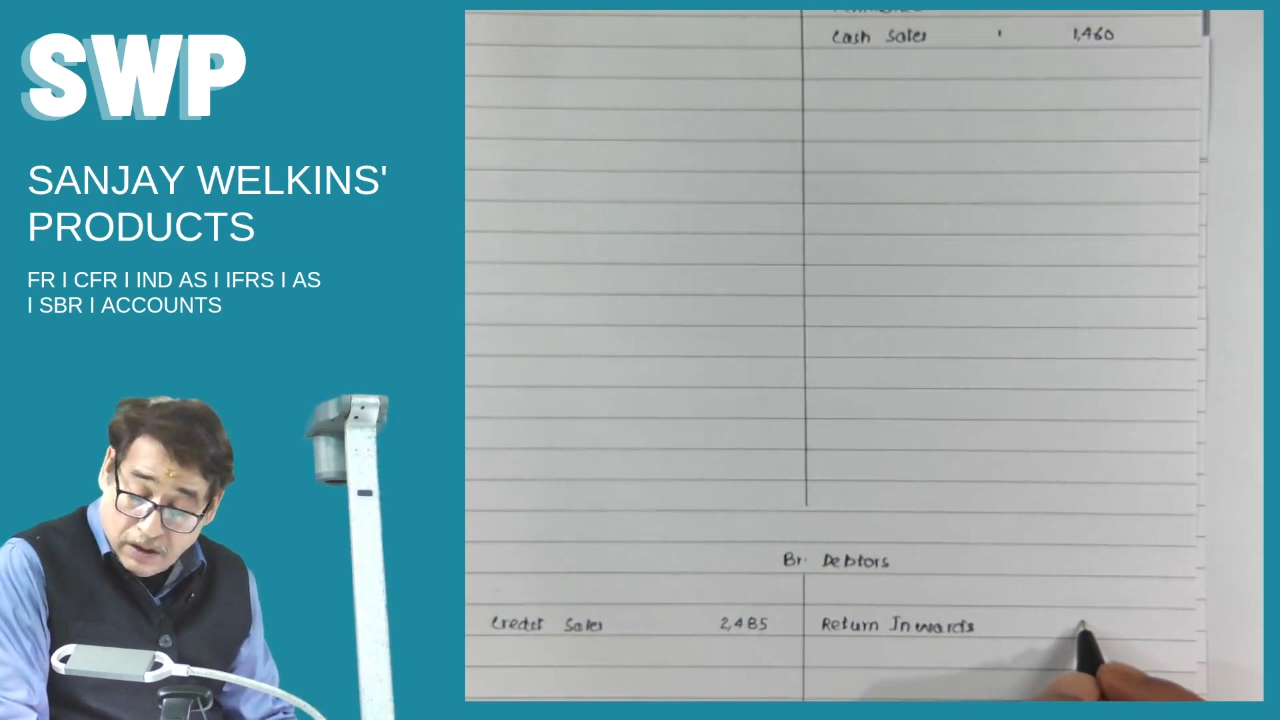 SWP
SANJAY WELKINS'
PRODUCTS
FR I CFR I IND AS I IFRS I AS
I SBR I ACCOUNTS
Cash Sales 1,460
Br. Debtors
Credit Sales 2,485 Return Inwards